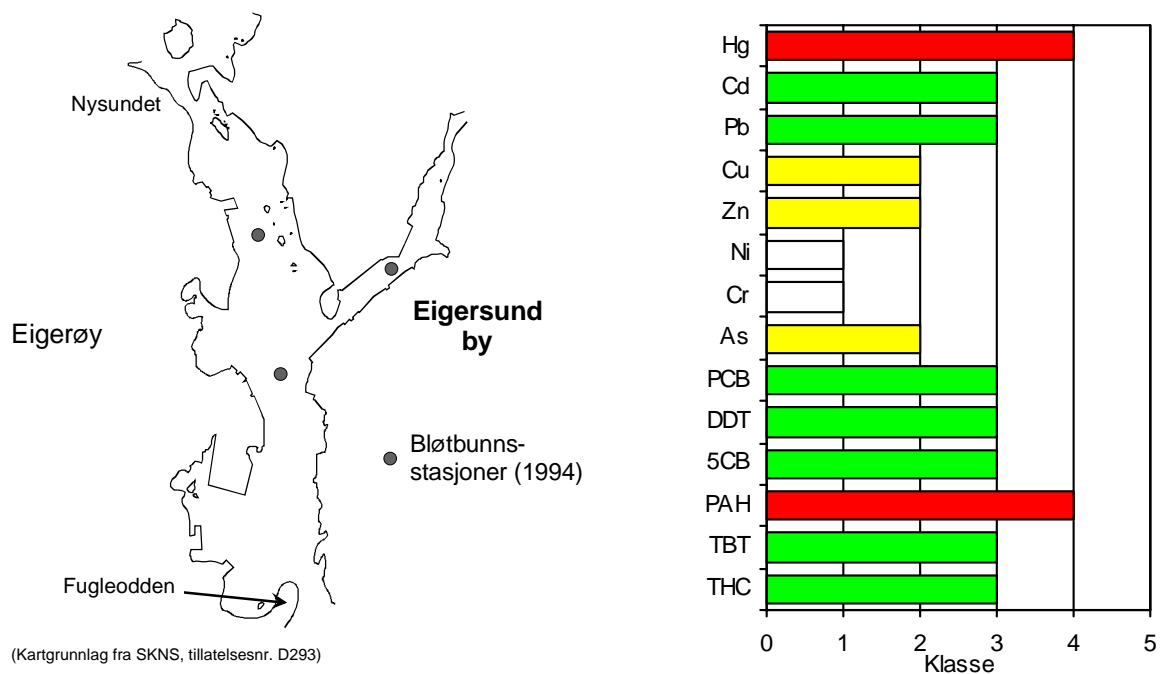 Nysundet
Eigerøy
Eigersund
by
Bløtbunns-
stasjoner (1994)
Fugleodden
(Kartgrunnlag fra SKNS, tillatelsesnr. D293)
Hg
Cd
Pb
Cu
Zn
Ni
Cr
As
PCB
DDT
5CB
PAH
TBT
THC
0 1 2 3 4 5
Klasse